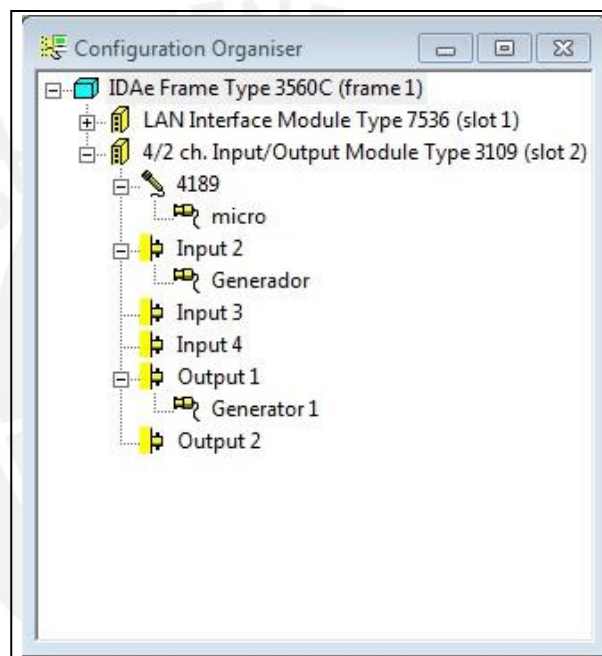 Configuration Organiser
IDAe Frame Type 3560C (frame 1)
LAN Interface Module Type 7536 (slot 1)
4/2 ch. Input/Output Module Type 3109 (slot 2)
4189
micro
Input 2
Generador
Input 3
Input 4
Output 1
Generator 1
Output 2